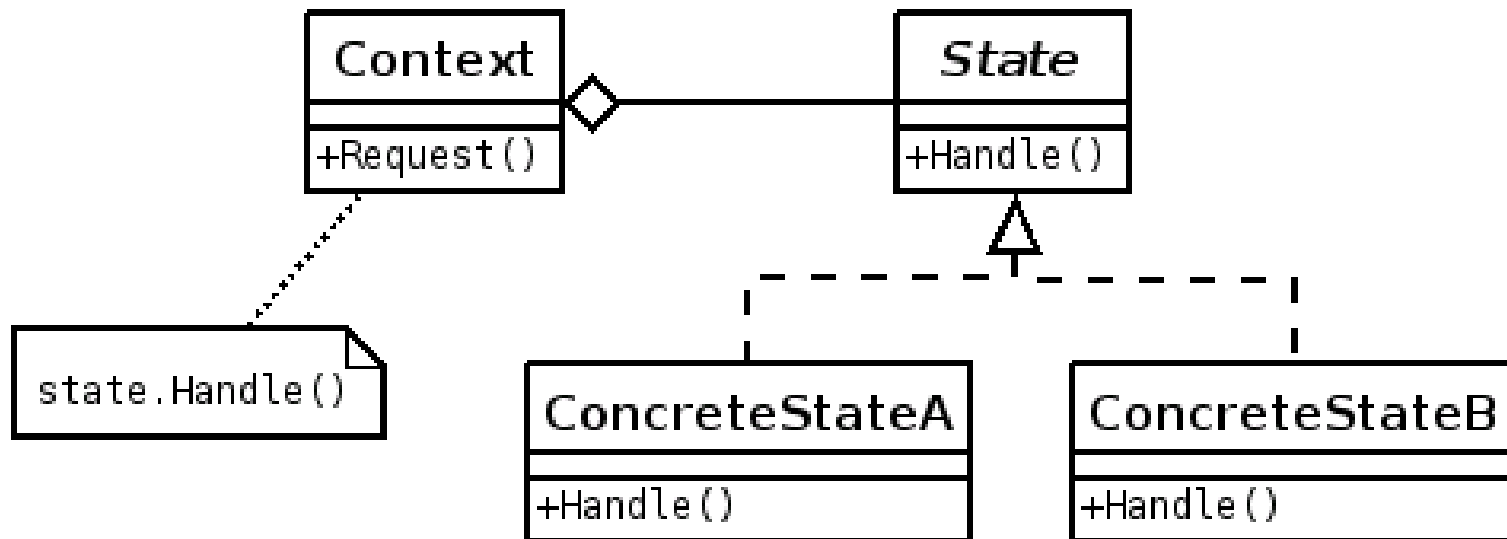 Context
+Request()
State
+Handle()
state.Handle()
ConcreteStateA
+Handle()
ConcreteStateB
+Handle()